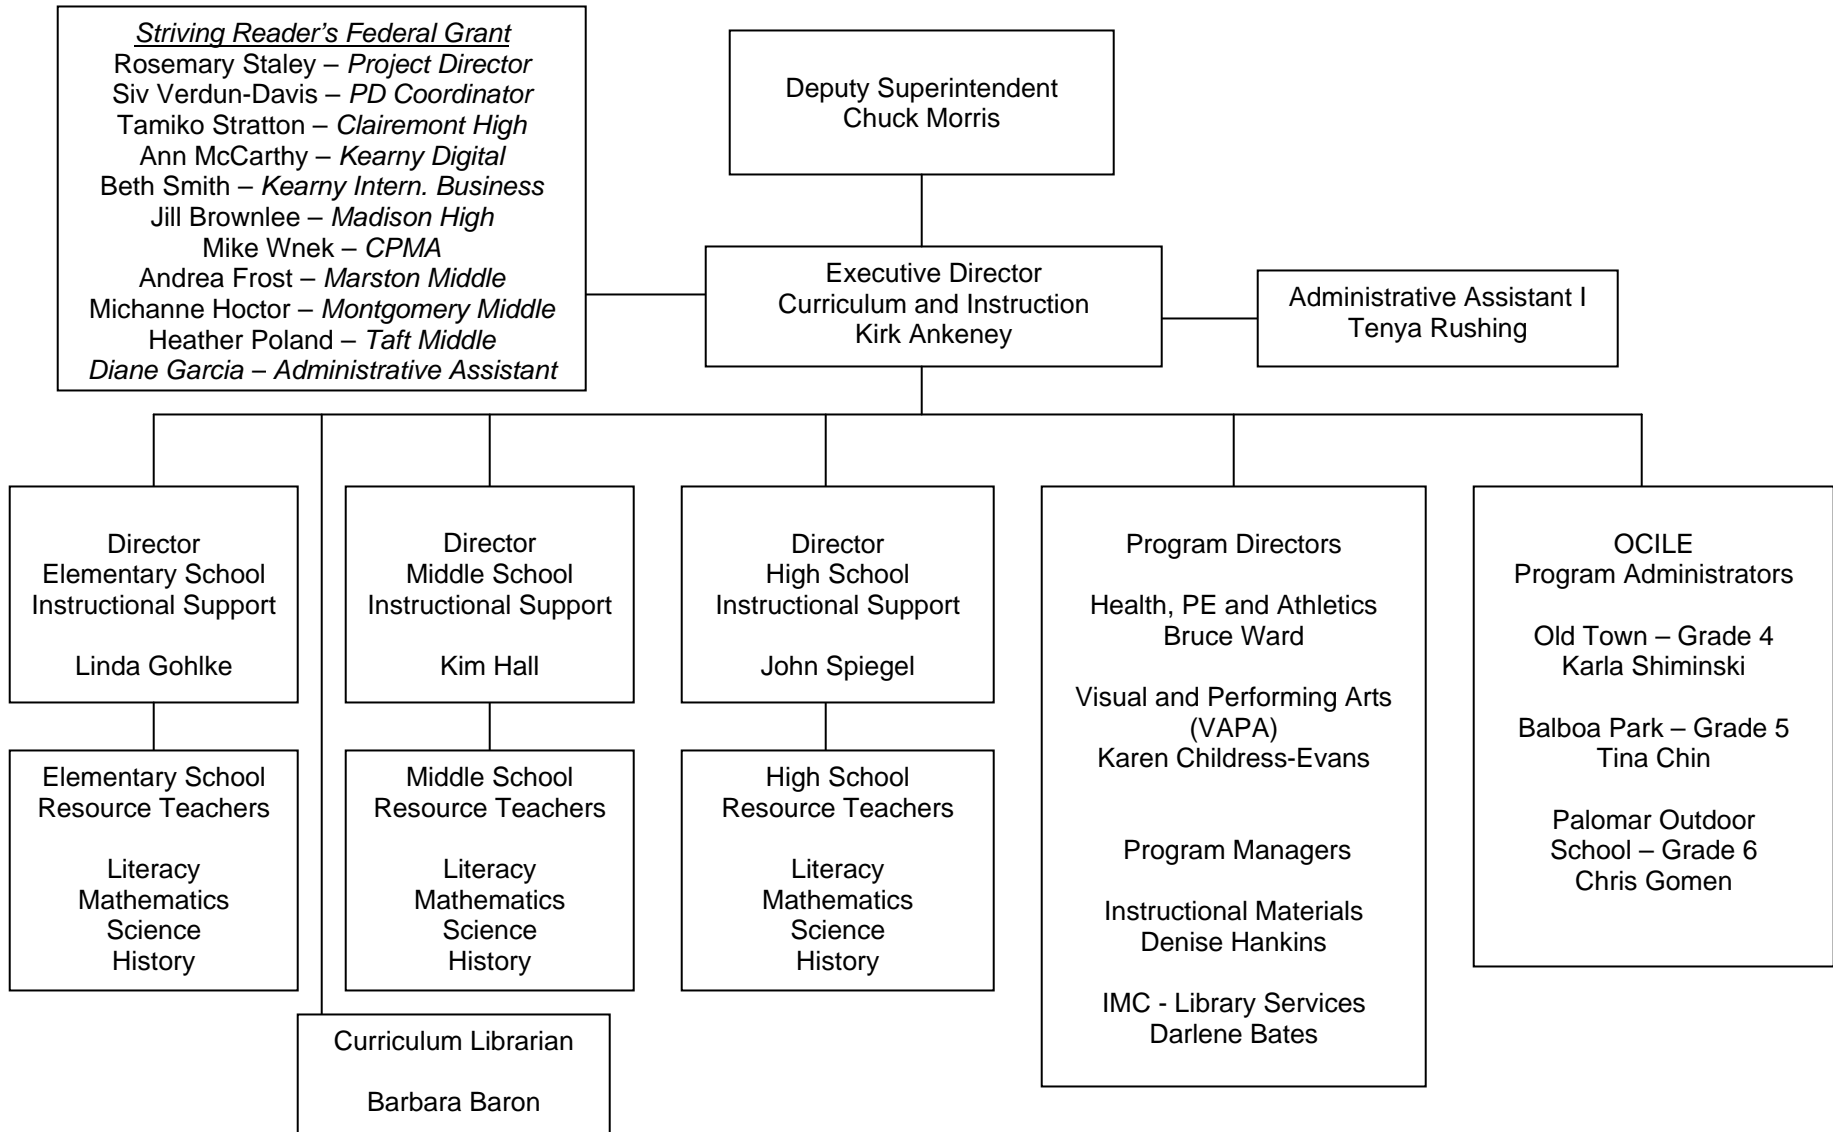 Striving Reader’s Federal Grant
Rosemary Staley – Project Director
Siv Verdun-Davis – PD Coordinator
Tamiko Stratton – Clairemont High
Ann McCarthy – Kearny Digital
Beth Smith – Kearny Intern. Business
Jill Brownlee – Madison High
Mike Wnek – CPMA
Andrea Frost – Marston Middle
Michanne Hoctor – Montgomery Middle
Heather Poland – Taft Middle
Diane Garcia – Administrative Assistant
Deputy Superintendent
Chuck Morris
Executive Director
Curriculum and Instruction
Kirk Ankeney
Administrative Assistant I
Tenya Rushing
Director
Elementary School
Instructional Support
Linda Gohlke
Director
Middle School
Instructional Support
Kim Hall
Director
High School
Instructional Support
John Spiegel
Program Directors
Health, PE and Athletics
Bruce Ward
Visual and Performing Arts
(VAPA)
Karen Childress-Evans
Program Managers
Instructional Materials
Denise Hankins
IMC - Library Services
Darlene Bates
OCILE
Program Administrators
Old Town – Grade 4
Karla Shiminski
Balboa Park – Grade 5
Tina Chin
Palomar Outdoor
School – Grade 6
Chris Gomen
Elementary School
Resource Teachers
Literacy
Mathematics
Science
History
Middle School
Resource Teachers
Literacy
Mathematics
Science
History
High School
Resource Teachers
Literacy
Mathematics
Science
History
Curriculum Librarian
Barbara Baron